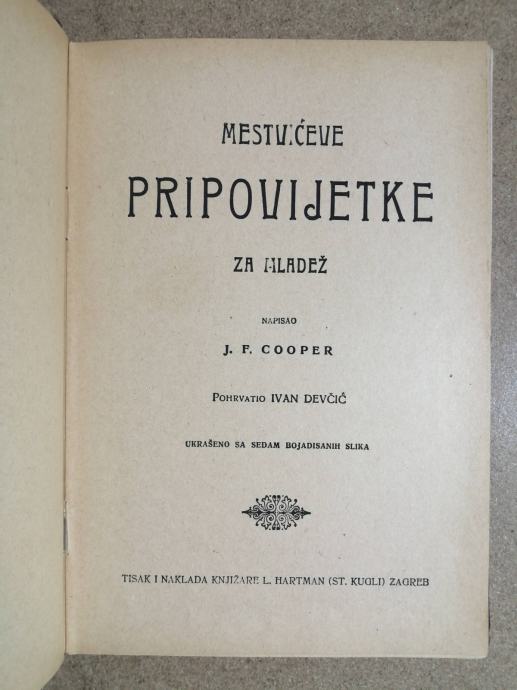 MESTVIĆEVE
PRIPOVIJETKE
ZA MLADEŽ
NAPISAO
J. F. COOPER
POHRVATIO IVAN DEVČIĆ
UKRAŠENO SA SEDAM BOJADISANIH SLIKA
TISAK I NAKLADA KNJIŽARE L. HARTMAN (ST. KUGLI) ZAGREB